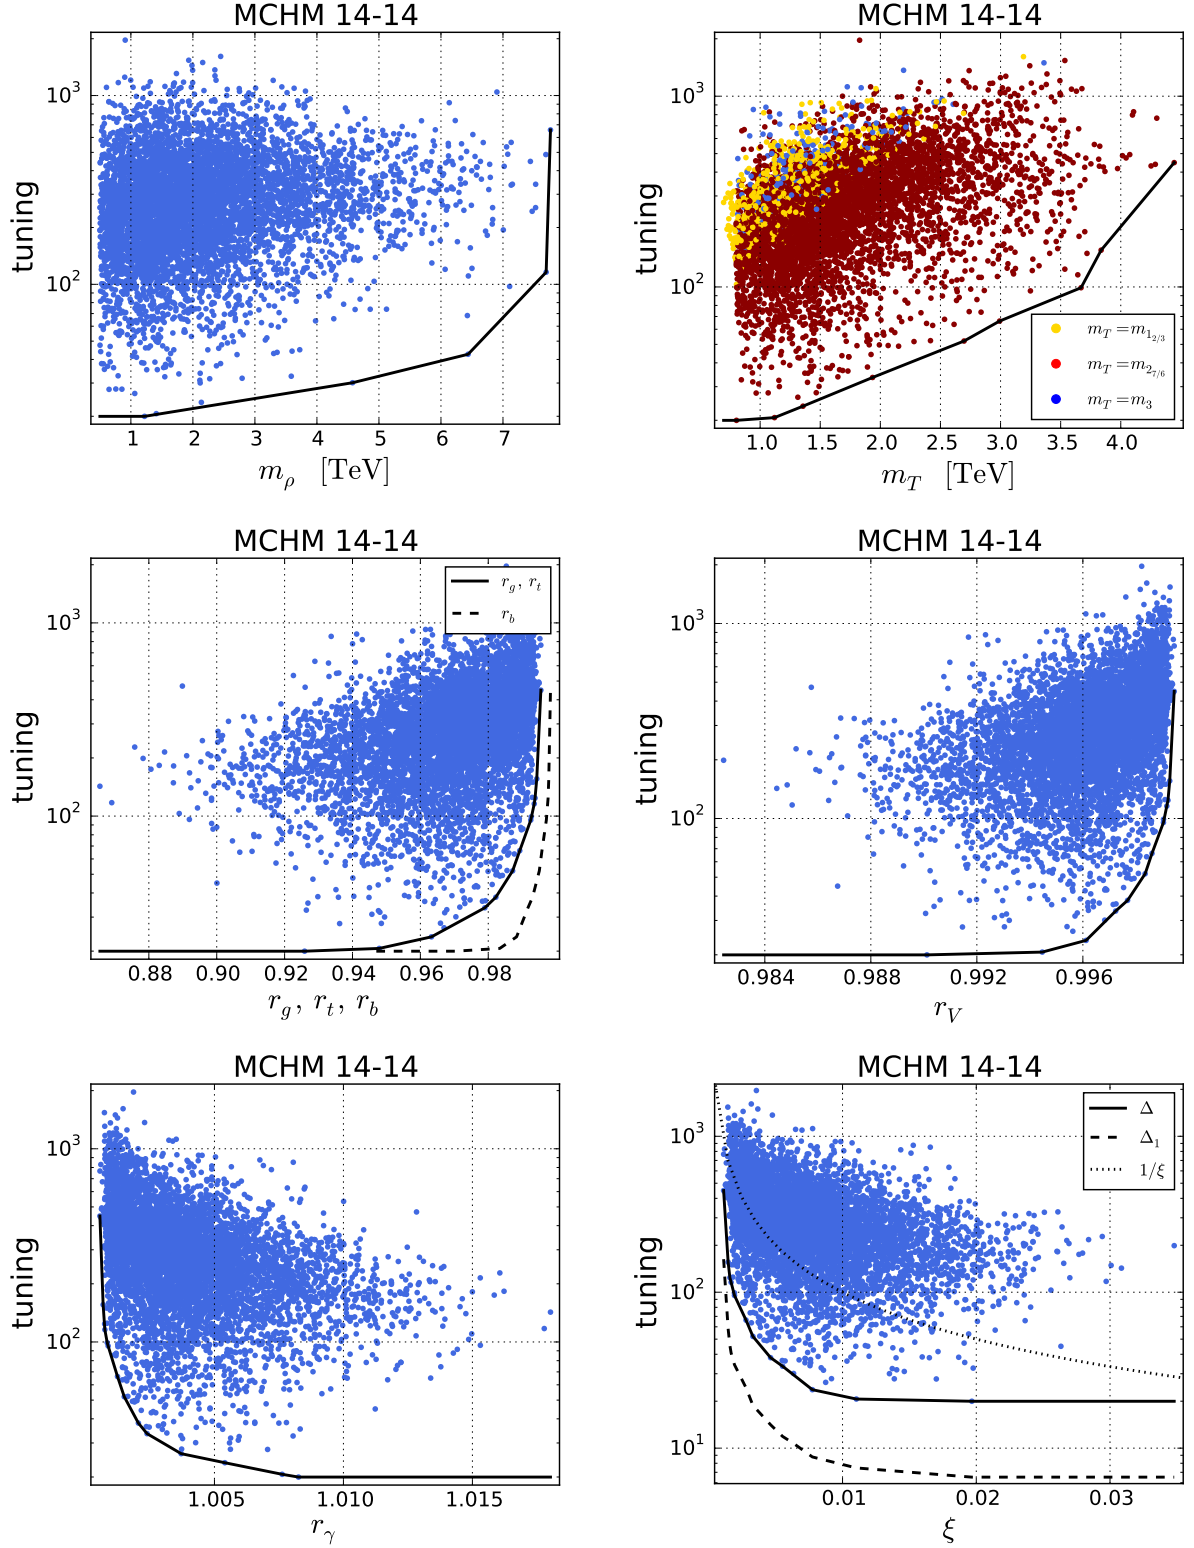 MCHM 14-14
MCHM 14-14
10³
10²
tuning
1 2 3 4 5 6 7
m_ρ [TeV]
10³
10²
tuning
m_T = m_{1_{2/3}}
m_T = m_{2_{7/6}}
m_T = m_3
1.0 1.5 2.0 2.5 3.0 3.5 4.0
m_T [TeV]
MCHM 14-14
MCHM 14-14
r_g, r_t
r_b
10³
10²
tuning
0.88 0.90 0.92 0.94 0.96 0.98
r_g, r_t, r_b
10³
10²
tuning
0.984 0.988 0.992 0.996
r_V
MCHM 14-14
MCHM 14-14
10³
10²
tuning
1.005 1.010 1.015
r_γ
Δ
Δ₁
1/ξ
10³
10²
10¹
tuning
0.01 0.02 0.03
ξ